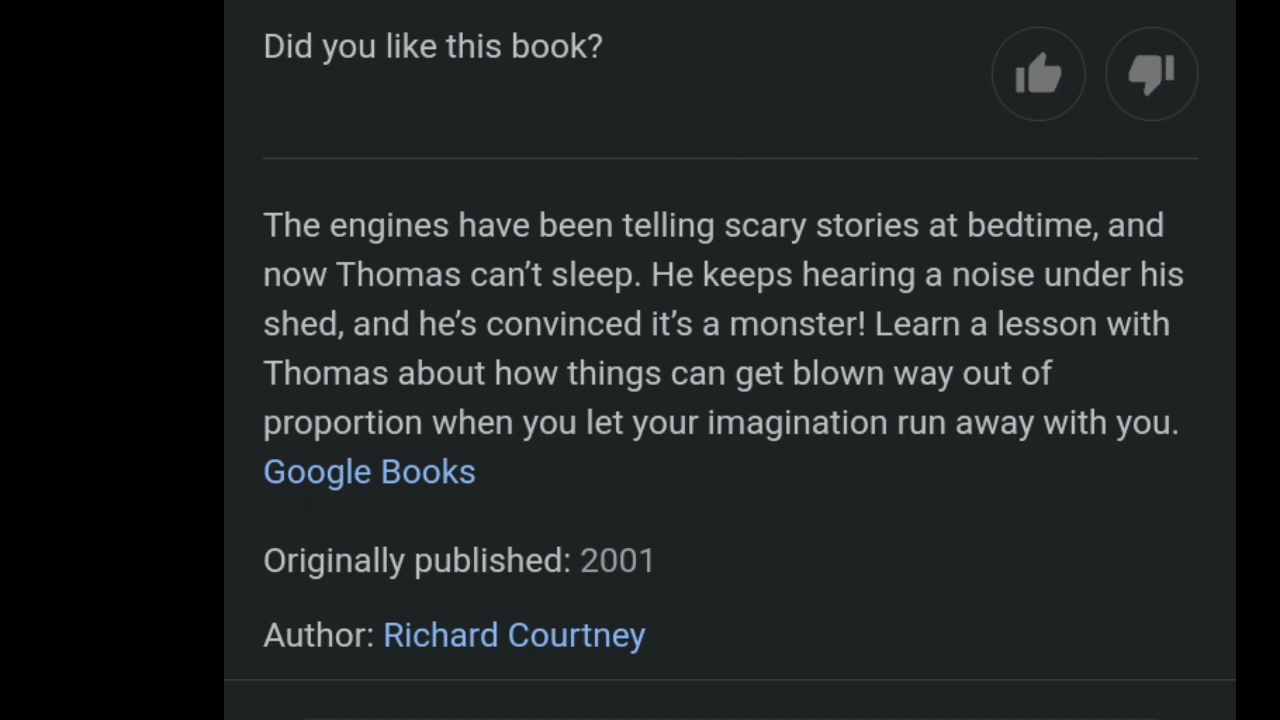 Did you like this book?
The engines have been telling scary stories at bedtime, and
now Thomas can’t sleep. He keeps hearing a noise under his
shed, and he’s convinced it’s a monster! Learn a lesson with
Thomas about how things can get blown way out of
proportion when you let your imagination run away with you.
Google Books
Originally published: 2001
Author: Richard Courtney